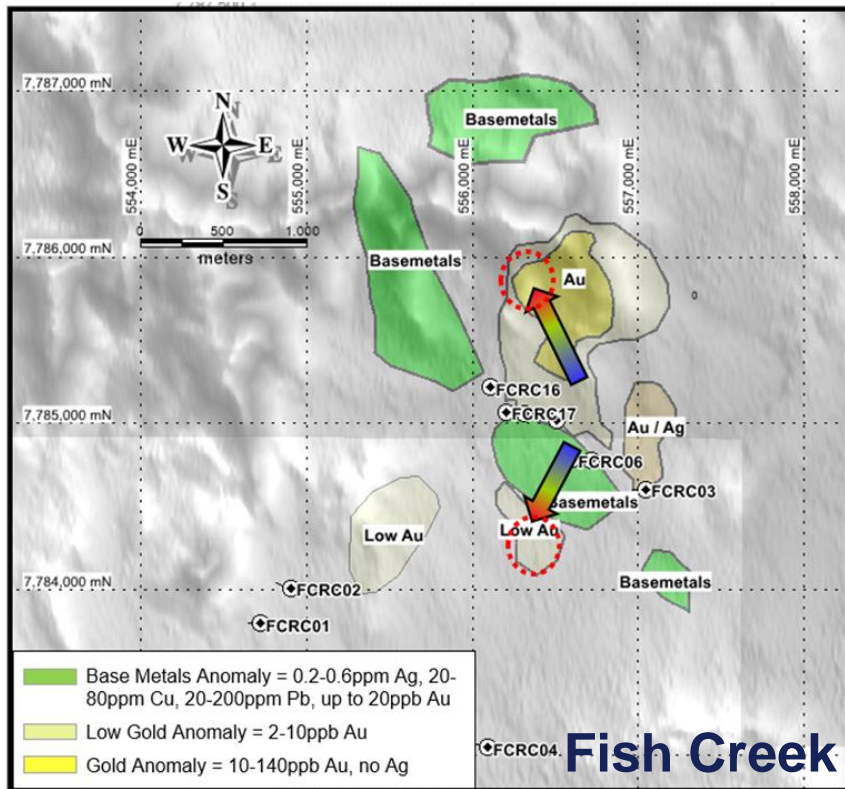 7,787,000 mN
Basemetals
N
W E
S
554,000 mE
555,000 mE
556,000 mE
557,000 mE
558,000 mE
0 500 1,000
meters
7,786,000 mN
Basemetals
Au
0
FCRC16
7,785,000 mN
FCRC17
Au / Ag
FCRC06
FCRC03
Basemetals
Low Au
Low Au
Basemetals
7,784,000 mN
FCRC02
FCRC01
FCRC04
Base Metals Anomaly = 0.2-0.6ppm Ag, 20-
80ppm Cu, 20-200ppm Pb, up to 20ppb Au
Low Gold Anomaly = 2-10ppb Au
Gold Anomaly = 10-140ppb Au, no Ag
Fish Creek